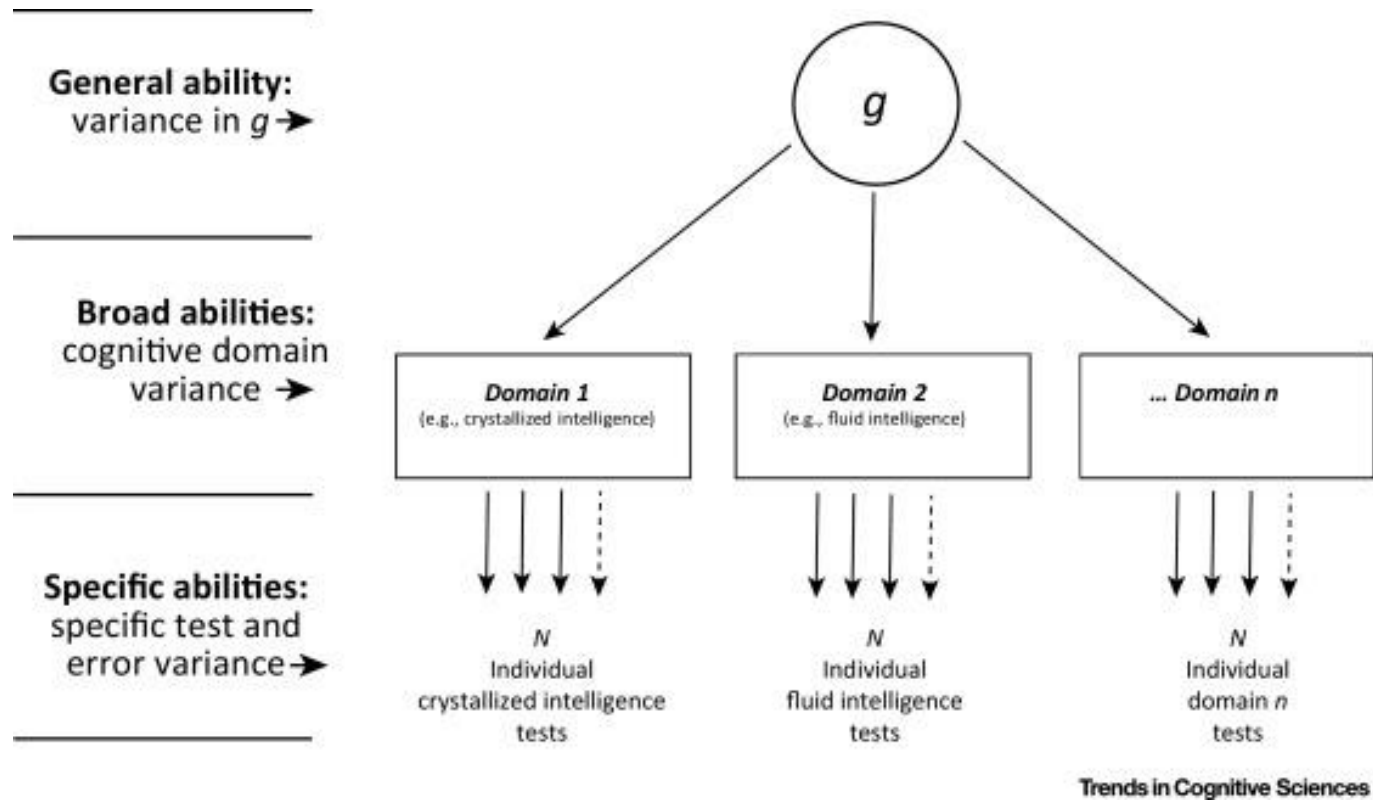 General ability:
variance in g
g
Broad abilities:
cognitive domain
variance
Domain 1
(e.g., crystallized intelligence)
Domain 2
(e.g., fluid intelligence)
... Domain n
Specific abilities:
specific test and
error variance
N
Individual
crystallized intelligence
tests
N
Individual
fluid intelligence
tests
N
Individual
domain n
tests
Trends in Cognitive Sciences